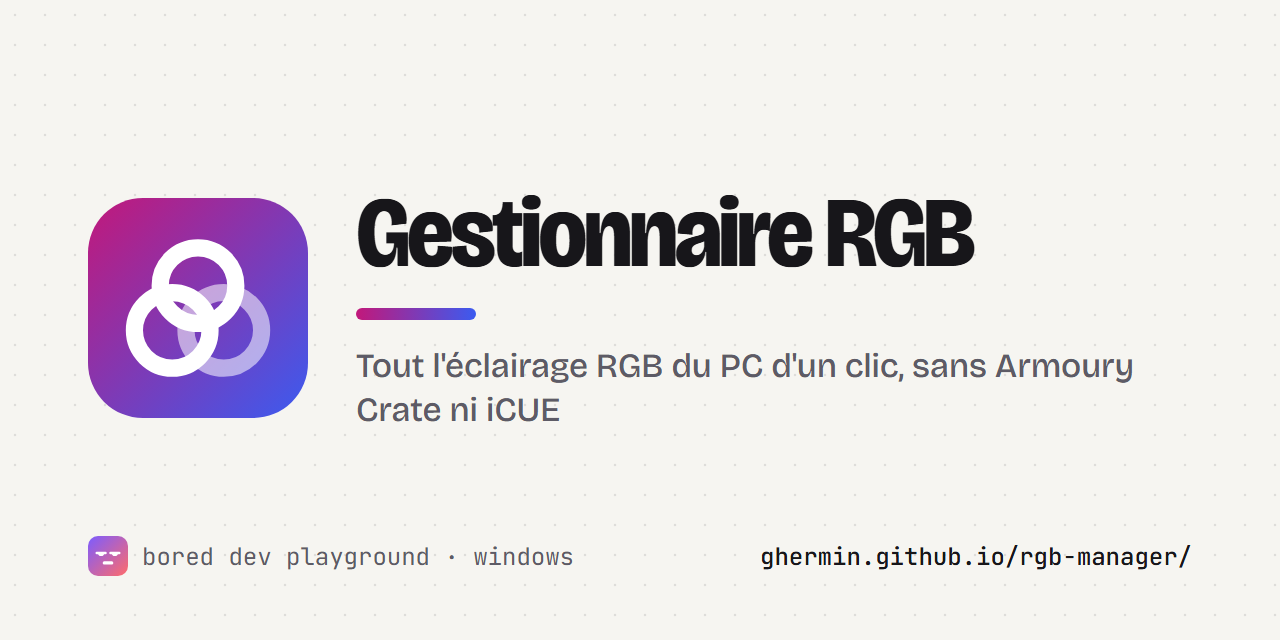 Gestionnaire RGB
Tout l'éclairage RGB du PC d'un clic, sans Armoury
Crate ni iCUE
bored dev playground · windows
ghermin.github.io/rgb-manager/